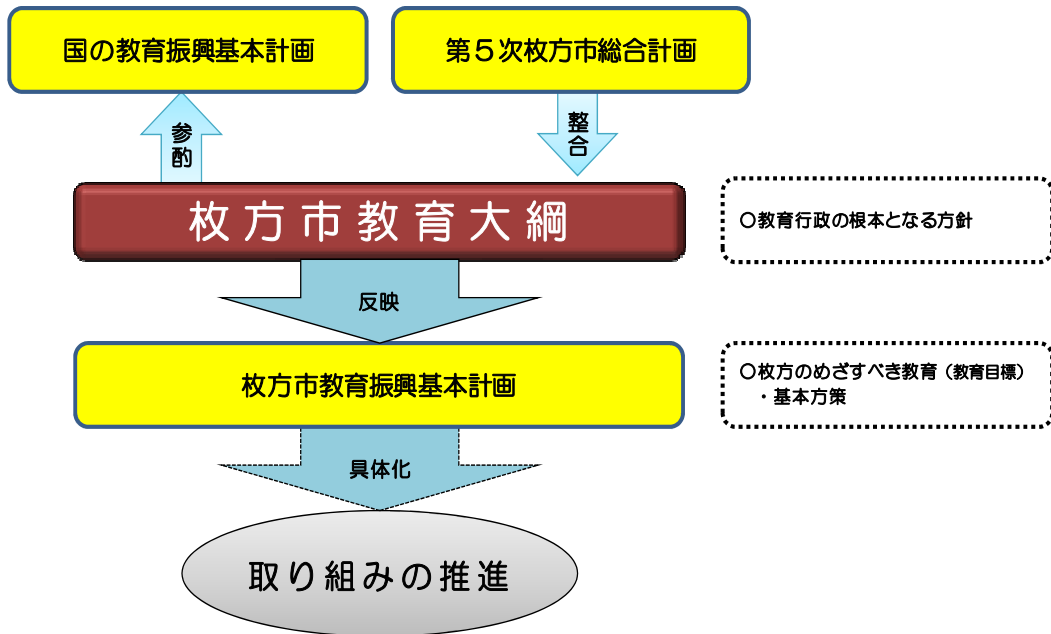 国の教育振興基本計画
第５次枚方市総合計画
参酌
整合
枚方市教育大綱
〇教育行政の根本となる方針
反映
枚方市教育振興基本計画
〇枚方のめざすべき教育（教育目標）
・基本方策
具体化
取り組みの推進